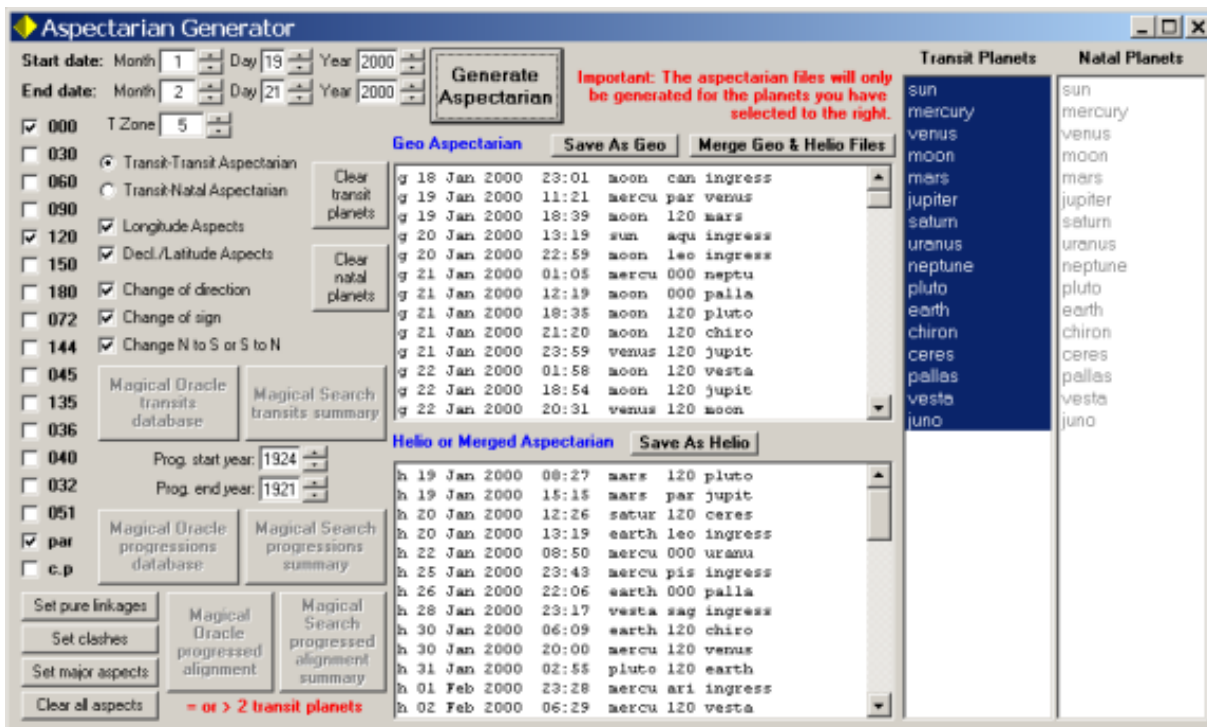 Aspectarian Generator
Start date: Month 1 Day 19 Year 2000
End date: Month 2 Day 21 Year 2000
Generate
Aspectarian
Important: The aspectarian files will only
be generated for the planets you have
selected to the right.
T Zone 5
000
030
060
090
120
150
180
072
144
045
135
036
040
032
051
par
c.p
Transit-Transit Aspectarian
Transit-Natal Aspectarian
Longitude Aspects
Decl./Latitude Aspects
Change of direction
Change of sign
Change N to S or S to N
Clear
transit
planets
Clear
natal
planets
Magical Oracle
transits
database
Magical Search
transits summary
Prog. start year: 1924
Prog. end year: 1921
Magical Oracle
progressions
database
Magical Search
progressions
summary
Set pure linkages
Set clashes
Set major aspects
Clear all aspects
Magical
Oracle
progressed
alignment
Magical
Search
progressed
alignment
summary
= or > 2 transit planets
Geo Aspectarian
Save As Geo
Merge Geo & Helio Files
g 18 Jan 2000 23:01 moon can ingress
g 19 Jan 2000 11:21 mercu par venus
g 19 Jan 2000 18:39 moon 120 mars
g 20 Jan 2000 13:19 sun aqu ingress
g 20 Jan 2000 22:59 moon leo ingress
g 21 Jan 2000 01:05 mercu 000 neptu
g 21 Jan 2000 12:19 moon 000 palla
g 21 Jan 2000 18:35 moon 120 pluto
g 21 Jan 2000 21:20 moon 120 chiro
g 21 Jan 2000 23:59 venus 120 jupit
g 22 Jan 2000 01:58 moon 120 vesta
g 22 Jan 2000 18:54 moon 120 jupit
g 22 Jan 2000 20:31 venus 120 moon
Helio or Merged Aspectarian
Save As Helio
h 19 Jan 2000 08:27 mars 120 pluto
h 19 Jan 2000 15:15 mars par jupit
h 20 Jan 2000 12:26 satur 120 ceres
h 20 Jan 2000 13:19 earth leo ingress
h 22 Jan 2000 08:50 mercu 000 uranu
h 25 Jan 2000 23:43 mercu pis ingress
h 26 Jan 2000 22:06 earth 000 palla
h 28 Jan 2000 23:17 vesta sag ingress
h 30 Jan 2000 06:09 earth 120 chiro
h 30 Jan 2000 20:00 mercu 120 venus
h 31 Jan 2000 02:55 pluto 120 earth
h 01 Feb 2000 23:28 mercu ari ingress
h 02 Feb 2000 06:29 mercu 120 vesta
Transit Planets
sun
mercury
venus
moon
mars
jupiter
saturn
uranus
neptune
pluto
earth
chiron
ceres
pallas
vesta
juno
Natal Planets
sun
mercury
venus
moon
mars
jupiter
saturn
uranus
neptune
pluto
earth
chiron
ceres
pallas
vesta
juno